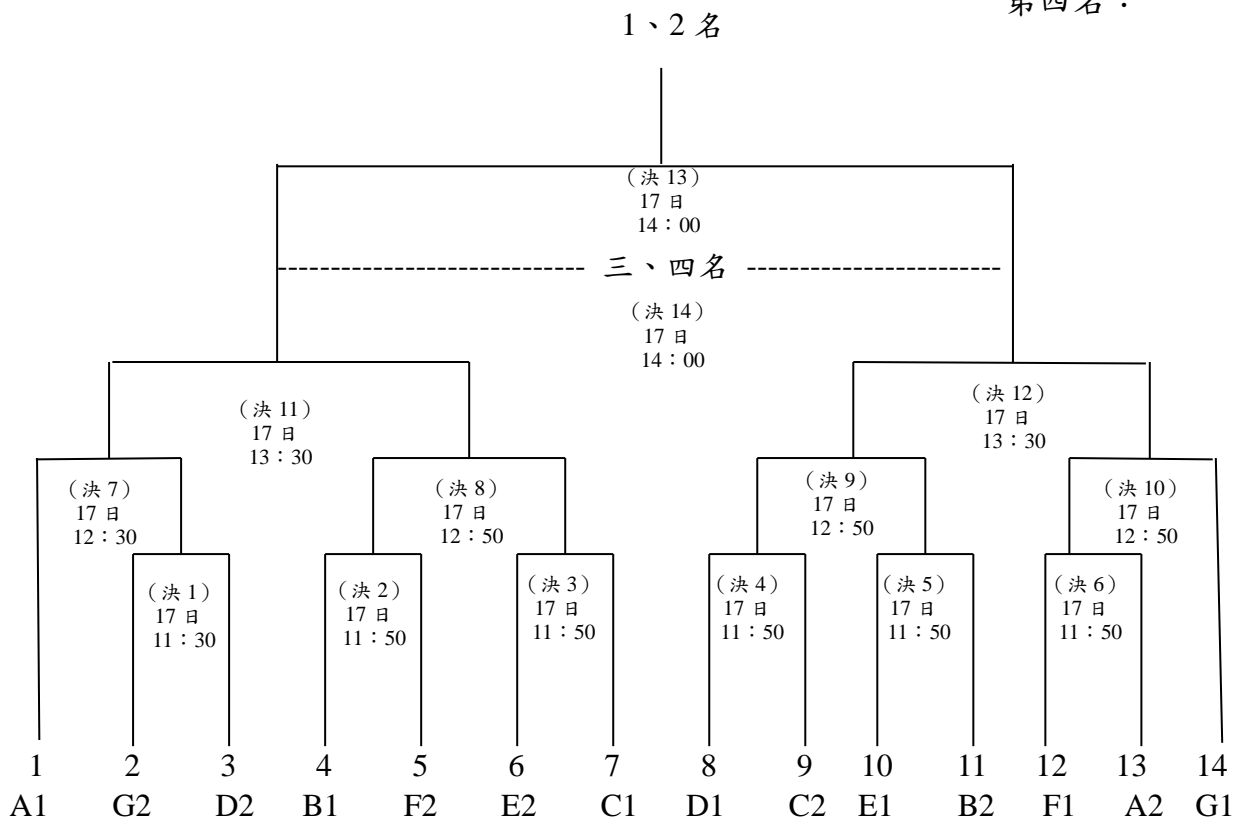 第四名：
1、2 名
（決 13）
17 日
14：00
三、四名
（決 14）
17 日
14：00
（決 11）
17 日
13：30
（決 12）
17 日
13：30
（決 7）
17 日
12：30
（決 8）
17 日
12：50
（決 9）
17 日
12：50
（決 10）
17 日
12：50
（決 1）
17 日
11：30
（決 2）
17 日
11：50
（決 3）
17 日
11：50
（決 4）
17 日
11：50
（決 5）
17 日
11：50
（決 6）
17 日
11：50
1 2 3 4 5 6 7 8 9 10 11 12 13 14
A1 G2 D2 B1 F2 E2 C1 D1 C2 E1 B2 F1 A2 G1